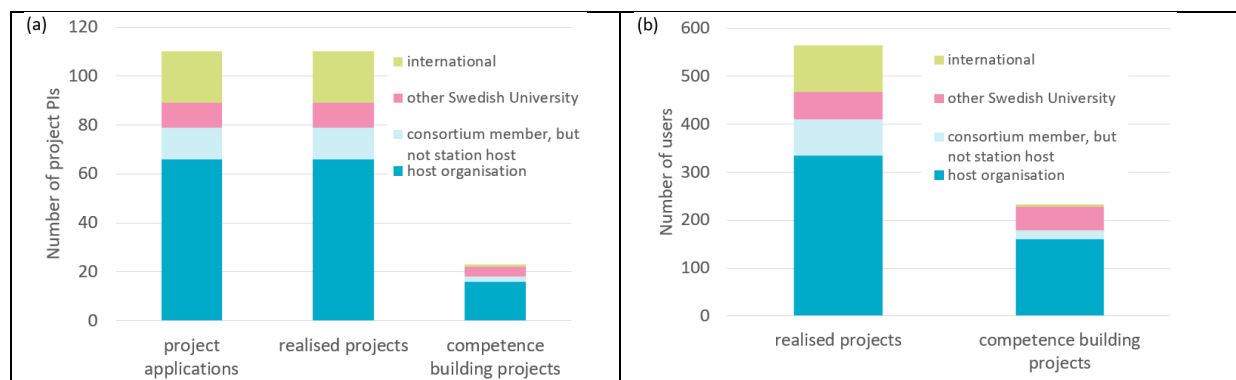 (a)
Number of project PIs
120
100
80
60
40
20
0
international
other Swedish University
consortium member, but
not station host
host organisation
project
applications
realised projects
competence
building projects
(b)
Number of users
600
500
400
300
200
100
0
international
other Swedish University
consortium member, but
not station host
host organisation
realised projects
competence building
projects